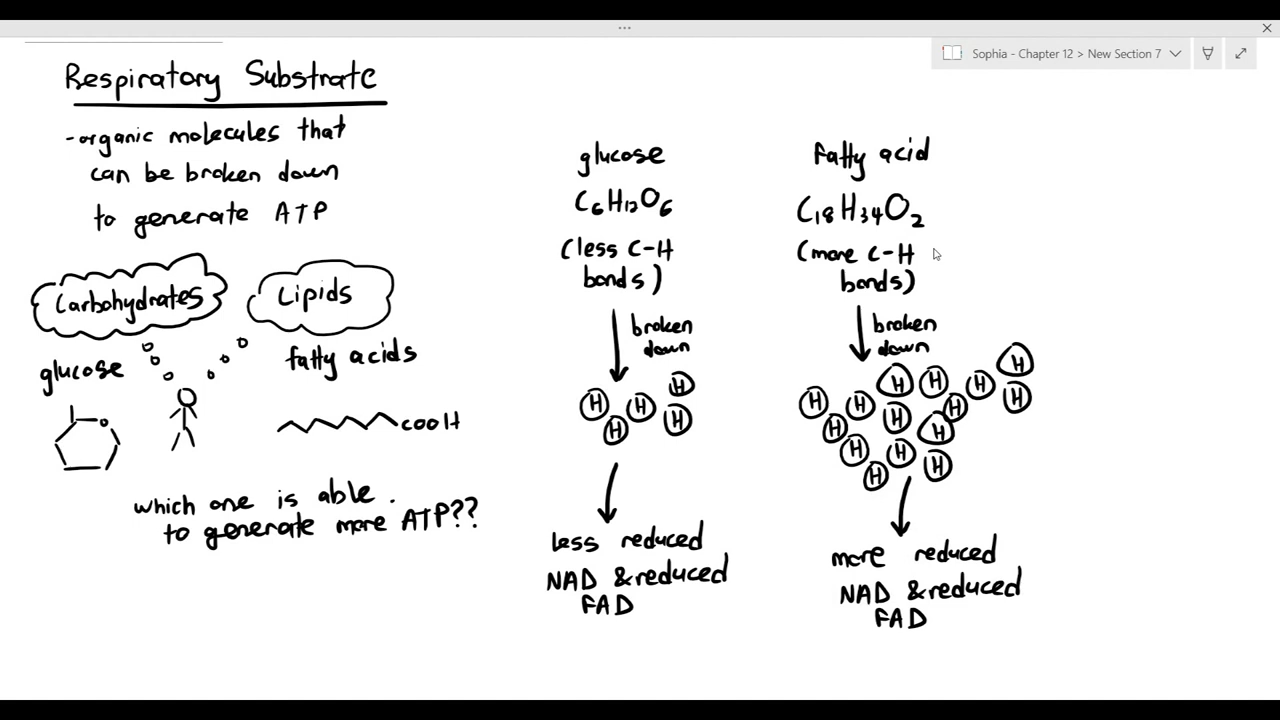 Sophia - Chapter 12 > New Section 7
Respiratory Substrate
- organic molecules that
can be broken down
to generate ATP
Carbohydrates
Lipids
glucose
fatty acids
O
COOH
which one is able
to generate more ATP??
glucose
C6H12O6
(less C-H
bonds)
broken
down
H H H H H H
less reduced
NAD & reduced
FAD
Fatty acid
C18H34O2
(more C-H
bonds)
broken
down
H H H H H H H H H H H H H H H H
more reduced
NAD & reduced
FAD